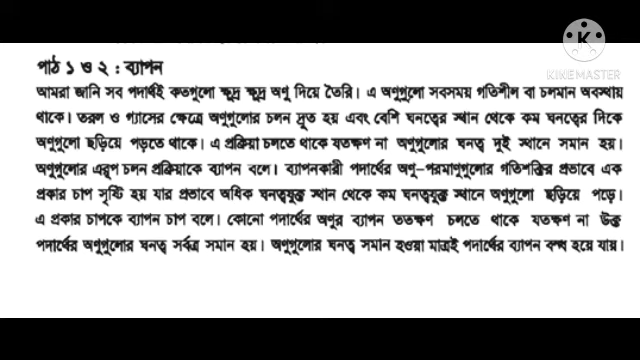 KINEMASTER
পাঠ ১ ও ২ : ব্যাপন
আমরা জানি সব পদার্থই কতগুলো ক্ষুদ্র ক্ষুদ্র অণু দিয়ে তৈরি। এ অণুগুলো সবসময় গতিশীল বা চলমান অবস্থায়
থাকে। তরল ও গ্যাসের ক্ষেত্রে অণুগুলোর চলন দ্রুত হয় এবং বেশি ঘনত্বের স্থান থেকে কম ঘনত্বের দিকে
অণুগুলো ছড়িয়ে পড়তে থাকে। এ প্রক্রিয়া চলতে থাকে যতক্ষণ না অণুগুলোর ঘনত্ব দুই স্থানে সমান হয়।
অণুগুলোর এরূপ চলন প্রক্রিয়াকে ব্যাপন বলে। ব্যাপনকারী পদার্থের অণু-পরমাণুগুলোর গতিশক্তির প্রভাবে এক
প্রকার চাপ সৃষ্টি হয় যার প্রভাবে অধিক ঘনত্বযুক্ত স্থান থেকে কম ঘনত্বযুক্ত স্থানে অণুগুলো ছড়িয়ে পড়ে।
এ প্রকার চাপকে ব্যাপন চাপ বলে। কোনো পদার্থের অণুর ব্যাপন ততক্ষণ চলতে থাকে যতক্ষণ না উক্ত
পদার্থের অণুগুলোর ঘনত্ব সর্বত্র সমান হয়। অণুগুলোর ঘনত্ব সমান হওয়া মাত্রই পদার্থের ব্যাপন বন্ধ হয়ে যায়।